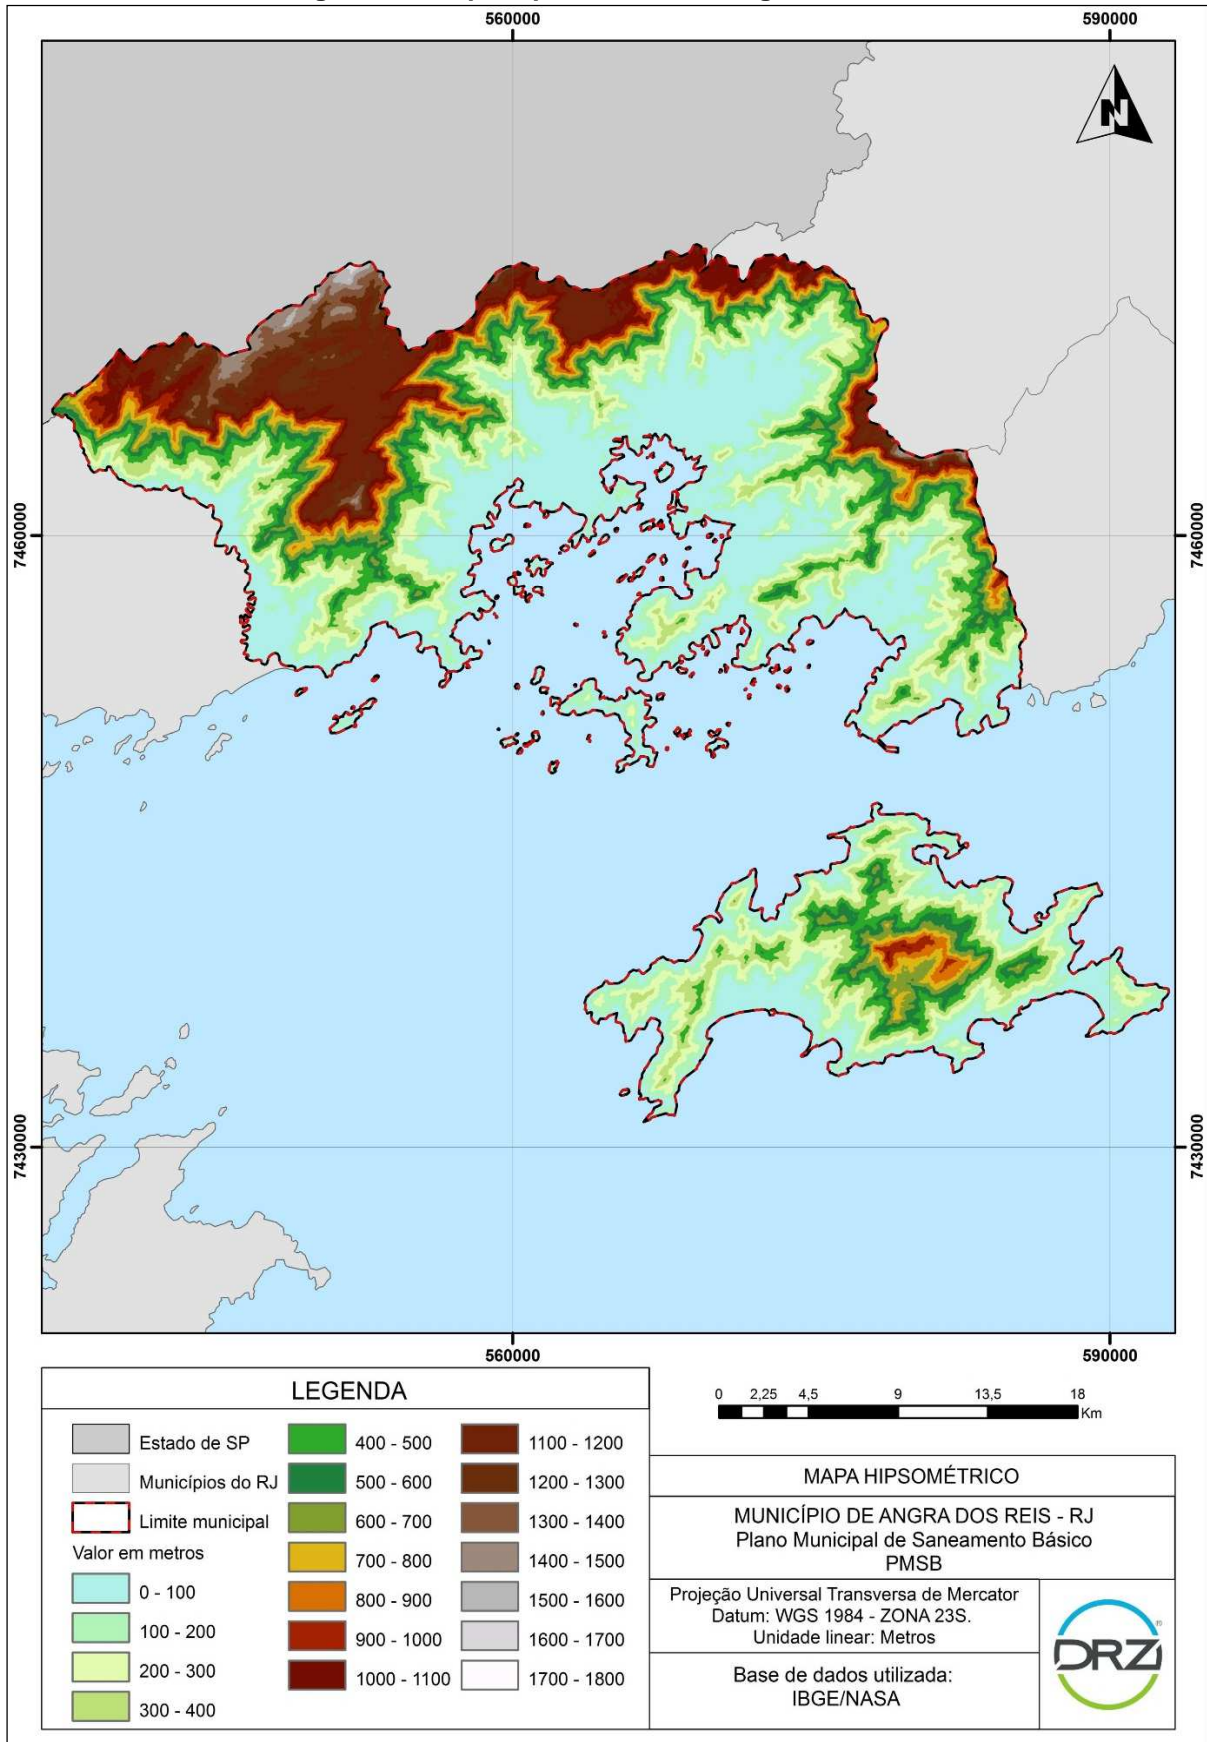 560000
590000
N
7460000
7460000
7430000
7430000
560000
590000
LEGENDA
Estado de SP
Municípios do RJ
Limite municipal
Valor em metros
0 - 100
100 - 200
200 - 300
300 - 400
400 - 500
500 - 600
600 - 700
700 - 800
800 - 900
900 - 1000
1000 - 1100
1100 - 1200
1200 - 1300
1300 - 1400
1400 - 1500
1500 - 1600
1600 - 1700
1700 - 1800
0 2,25 4,5 9 13,5 18
Km
MAPA HIPSOMÉTRICO
MUNICÍPIO DE ANGRA DOS REIS - RJ
Plano Municipal de Saneamento Básico
PMSB
Projeção Universal Transversa de Mercator
Datum: WGS 1984 - ZONA 23S.
Unidade linear: Metros
Base de dados utilizada:
IBGE/NASA
DRZ